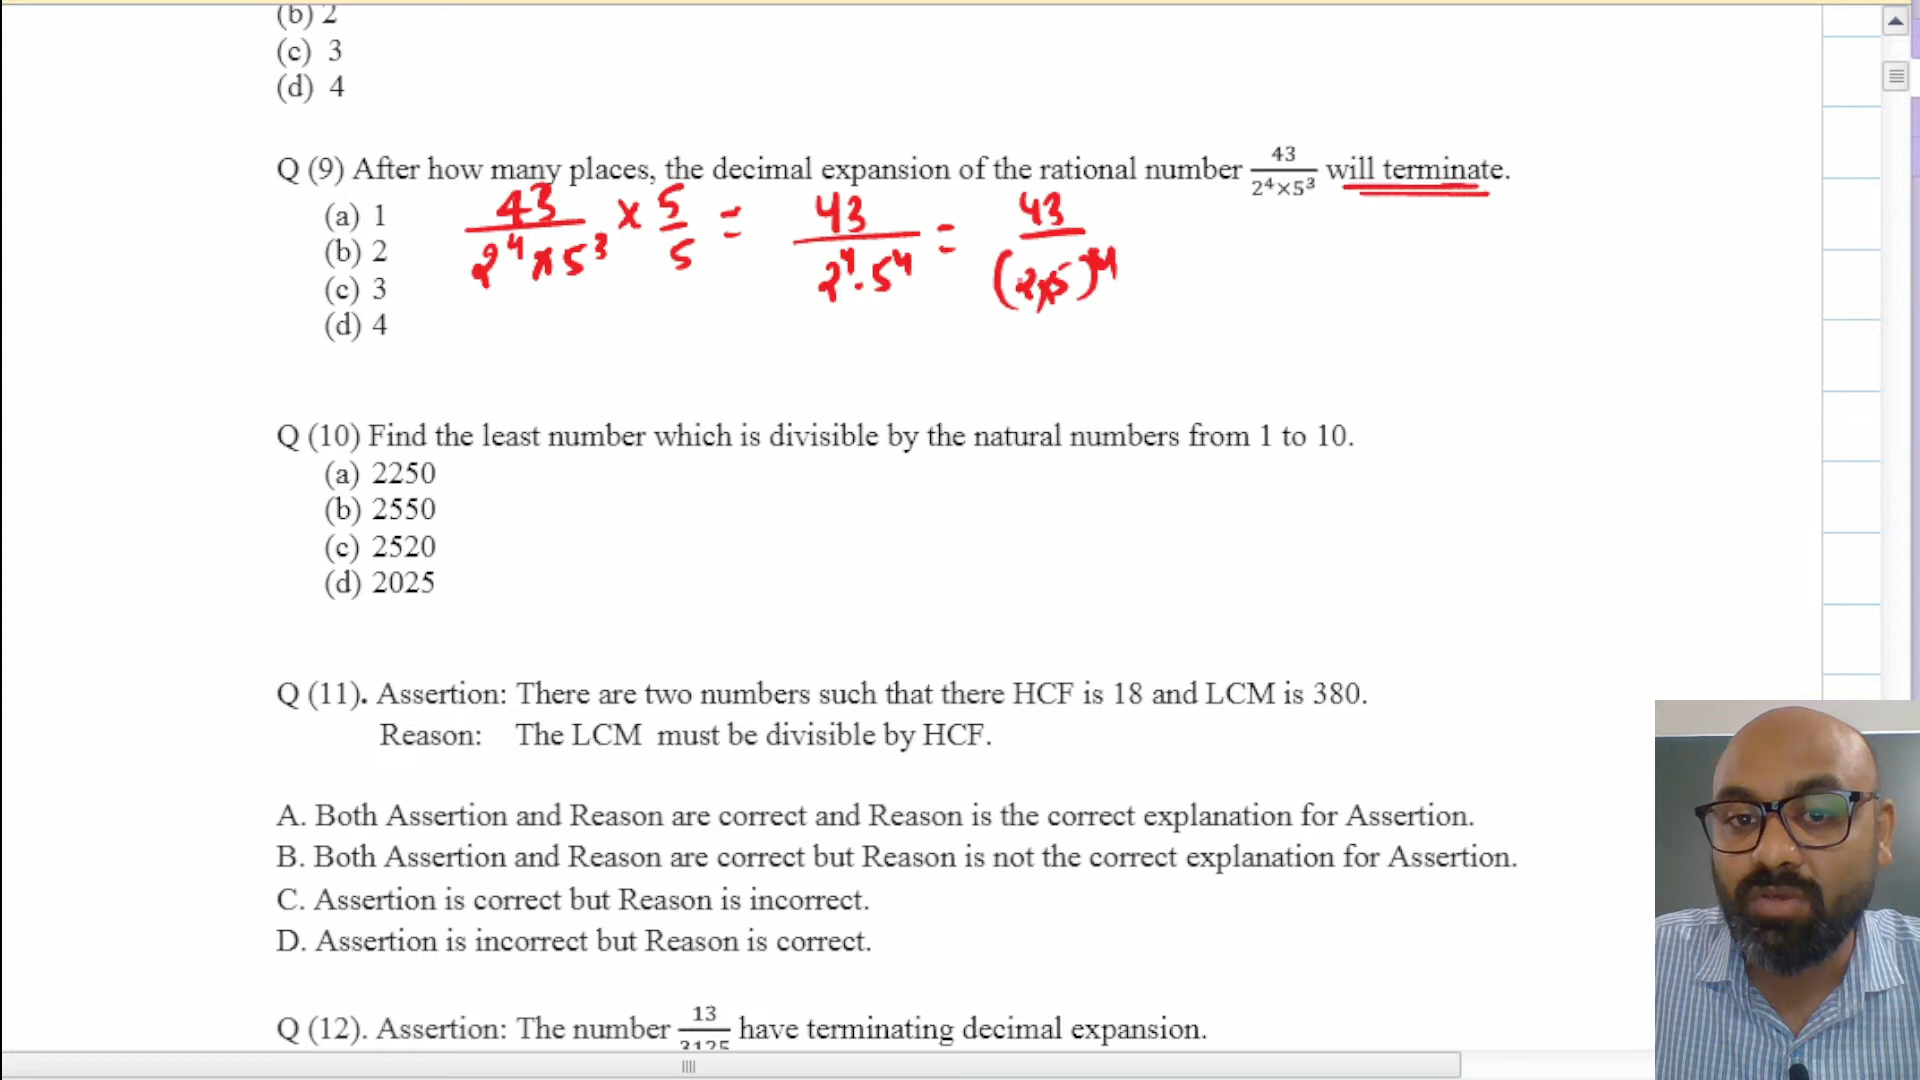 (b) 2
(c) 3
(d) 4
Q (9) After how many places, the decimal expansion of the rational number 43/2⁴×5³ will terminate.
(a) 1
(b) 2
(c) 3
(d) 4
43/2⁴×5³ × 5/5 = 43/2⁴·5⁴ = 43/(2×5)⁴
Q (10) Find the least number which is divisible by the natural numbers from 1 to 10.
(a) 2250
(b) 2550
(c) 2520
(d) 2025
Q (11). Assertion: There are two numbers such that there HCF is 18 and LCM is 380.
Reason: The LCM must be divisible by HCF.
A. Both Assertion and Reason are correct and Reason is the correct explanation for Assertion.
B. Both Assertion and Reason are correct but Reason is not the correct explanation for Assertion.
C. Assertion is correct but Reason is incorrect.
D. Assertion is incorrect but Reason is correct.
Q (12). Assertion: The number 13/3125 have terminating decimal expansion.